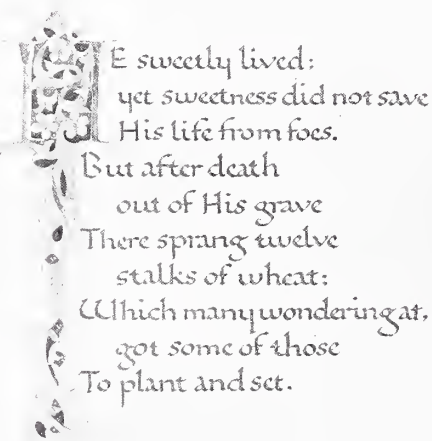 HE sweetly lived:
yet sweetness did not save
His life from foes.
But after death
out of His grave
There sprang twelve
stalks of wheat:
Which many wondering at,
got some of those
To plant and set.